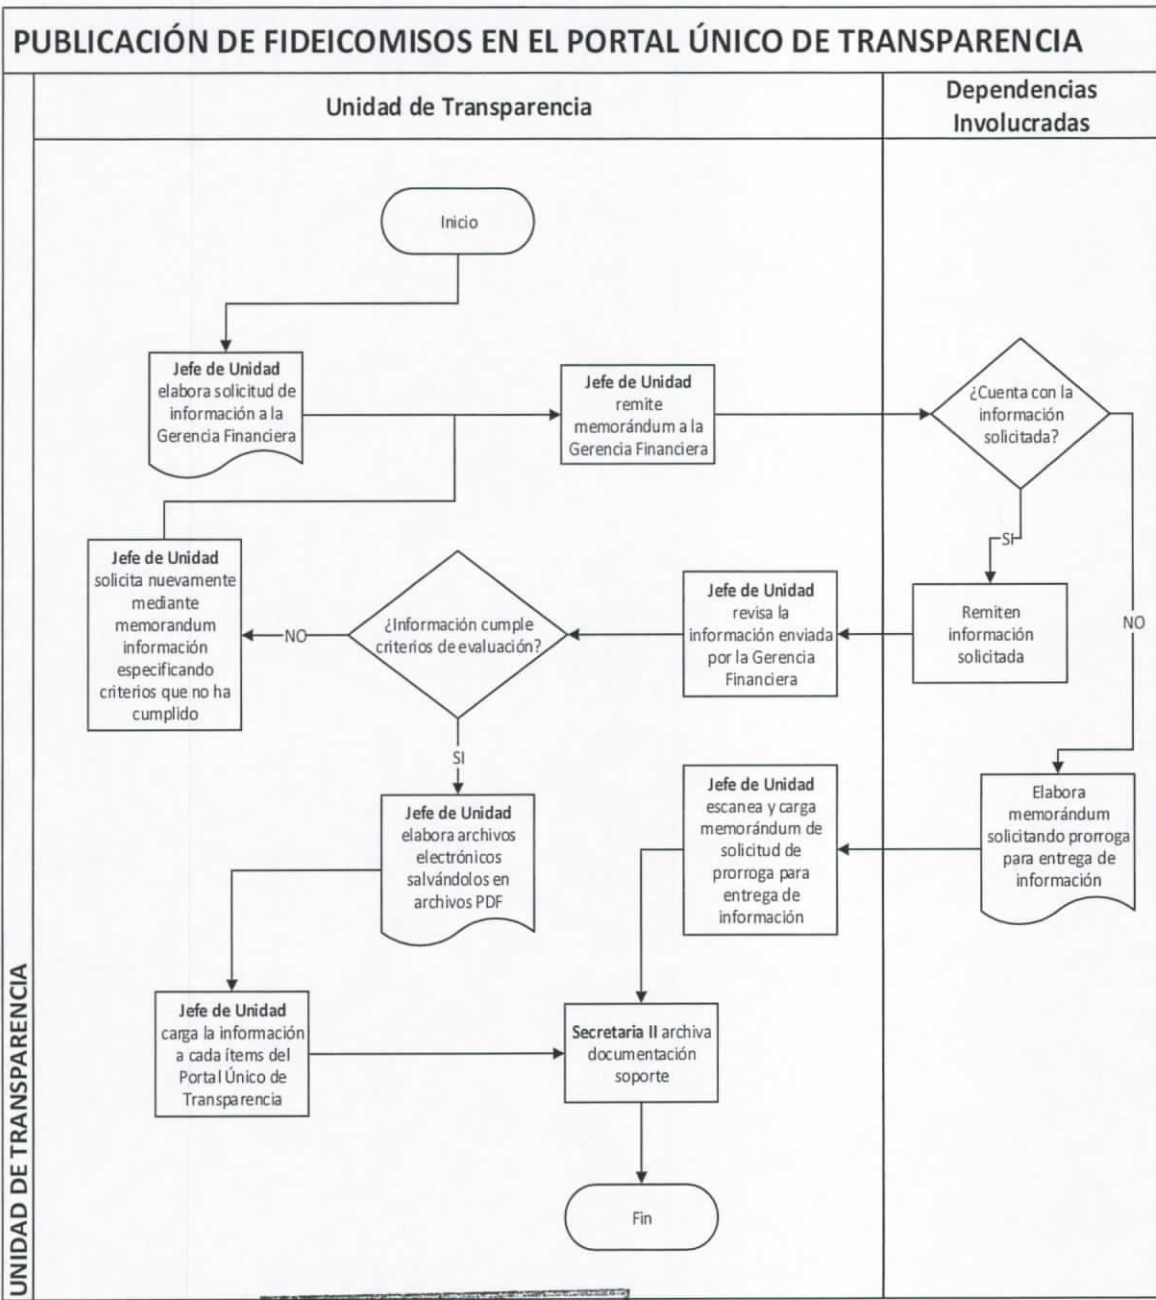 PUBLICACIÓN DE FIDEICOMISOS EN EL PORTAL ÚNICO DE TRANSPARENCIA
Unidad de Transparencia
Dependencias
Involucradas
Inicio
Jefe de Unidad
elabora solicitud de
información a la
Gerencia Financiera
Jefe de Unidad
remite
memorándum a la
Gerencia Financiera
¿Cuenta con la
información
solicitada?
SI
NO
Remiten
información
solicitada
Jefe de Unidad
revisa la
información enviada
por la Gerencia
Financiera
¿Información cumple
criterios de evaluación?
NO
SI
Jefe de Unidad
solicita nuevamente
mediante
memorandum
información
especificando
criterios que no ha
cumplido
Jefe de Unidad
elabora archivos
electrónicos
salvándolos en
archivos PDF
Jefe de Unidad
escanea y carga
memorándum de
solicitud de
prorroga para
entrega de
información
Elabora
memorándum
solicitando prorroga
para entrega de
información
Jefe de Unidad
carga la información
a cada ítems del
Portal Único de
Transparencia
Secretaria II archiva
documentación
soporte
Fin
UNIDAD DE TRANSPARENCIA